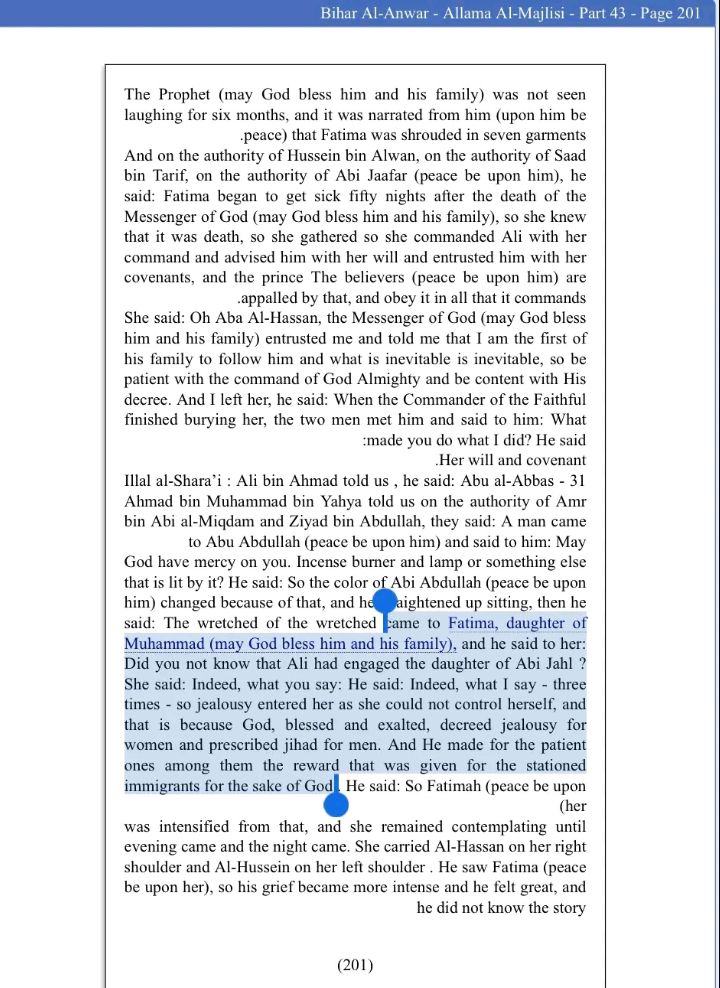 Bihar Al-Anwar - Allama Al-Majlisi - Part 43 - Page 201
The Prophet (may God bless him and his family) was not seen
laughing for six months, and it was narrated from him (upon him be
.peace) that Fatima was shrouded in seven garments
And on the authority of Hussein bin Alwan, on the authority of Saad
bin Tarif, on the authority of Abi Jaafar (peace be upon him), he
said: Fatima began to get sick fifty nights after the death of the
Messenger of God (may God bless him and his family), so she knew
that it was death, so she gathered so she commanded Ali with her
command and advised him with her will and entrusted him with her
covenants, and the prince The believers (peace be upon him) are
.appalled by that, and obey it in all that it commands
She said: Oh Aba Al-Hassan, the Messenger of God (may God bless
him and his family) entrusted me and told me that I am the first of
his family to follow him and what is inevitable is inevitable, so be
patient with the command of God Almighty and be content with His
decree. And I left her, he said: When the Commander of the Faithful
finished burying her, the two men met him and said to him: What
:made you do what I did? He said
.Her will and covenant
Illal al-Shara’i : Ali bin Ahmad told us , he said: Abu al-Abbas - 31
Ahmad bin Muhammad bin Yahya told us on the authority of Amr
bin Abi al-Miqdam and Ziyad bin Abdullah, they said: A man came
to Abu Abdullah (peace be upon him) and said to him: May
God have mercy on you. Incense burner and lamp or something else
that is lit by it? He said: So the color of Abi Abdullah (peace be upon
him) changed because of that, and he aightened up sitting, then he
said: The wretched of the wretched came to Fatima, daughter of
Muhammad (may God bless him and his family), and he said to her:
Did you not know that Ali had engaged the daughter of Abi Jahl ?
She said: Indeed, what you say: He said: Indeed, what I say - three
times - so jealousy entered her as she could not control herself, and
that is because God, blessed and exalted, decreed jealousy for
women and prescribed jihad for men. And He made for the patient
ones among them the reward that was given for the stationed
immigrants for the sake of God. He said: So Fatimah (peace be upon
(her
was intensified from that, and she remained contemplating until
evening came and the night came. She carried Al-Hassan on her right
shoulder and Al-Hussein on her left shoulder . He saw Fatima (peace
be upon her), so his grief became more intense and he felt great, and
he did not know the story
(201)